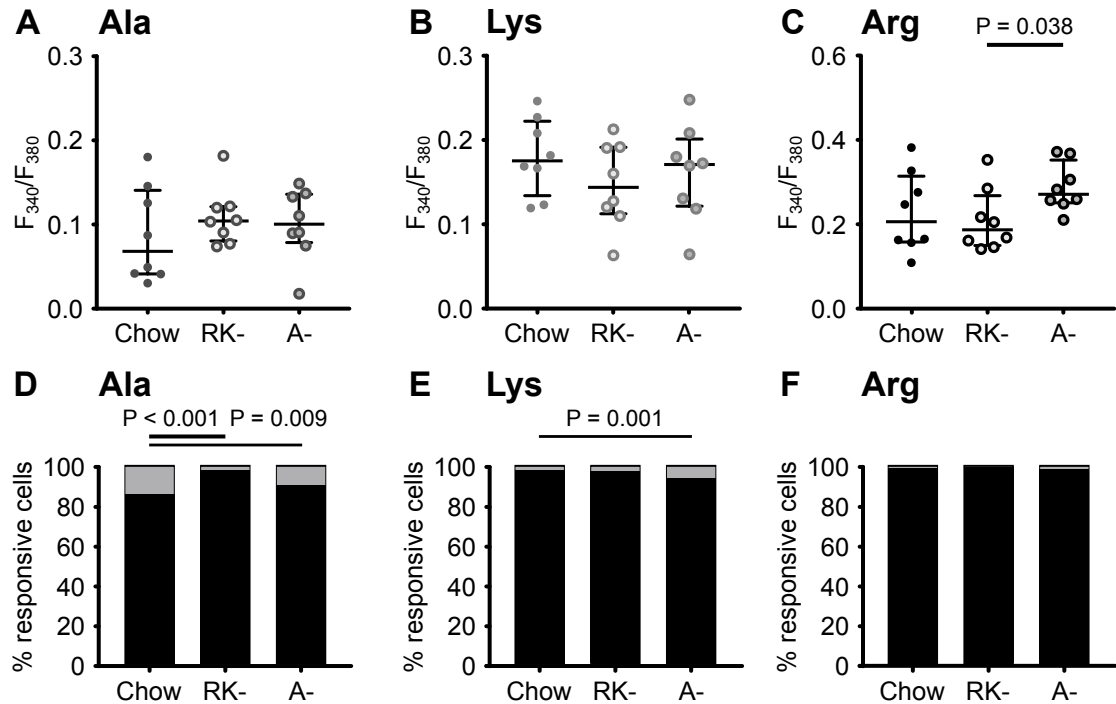 A Ala
F340/F380
0.3
0.2
0.1
0.0
Chow RK- A-
B Lys
0.3
0.2
0.1
0.0
Chow RK- A-
C Arg
P = 0.038
F340/F380
0.6
0.4
0.2
0.0
Chow RK- A-
D Ala
P < 0.001 P = 0.009
% responsive cells
100
80
60
40
20
0
Chow RK- A-
E Lys
P = 0.001
% responsive cells
100
80
60
40
20
0
Chow RK- A-
F Arg
% responsive cells
100
80
60
40
20
0
Chow RK- A-